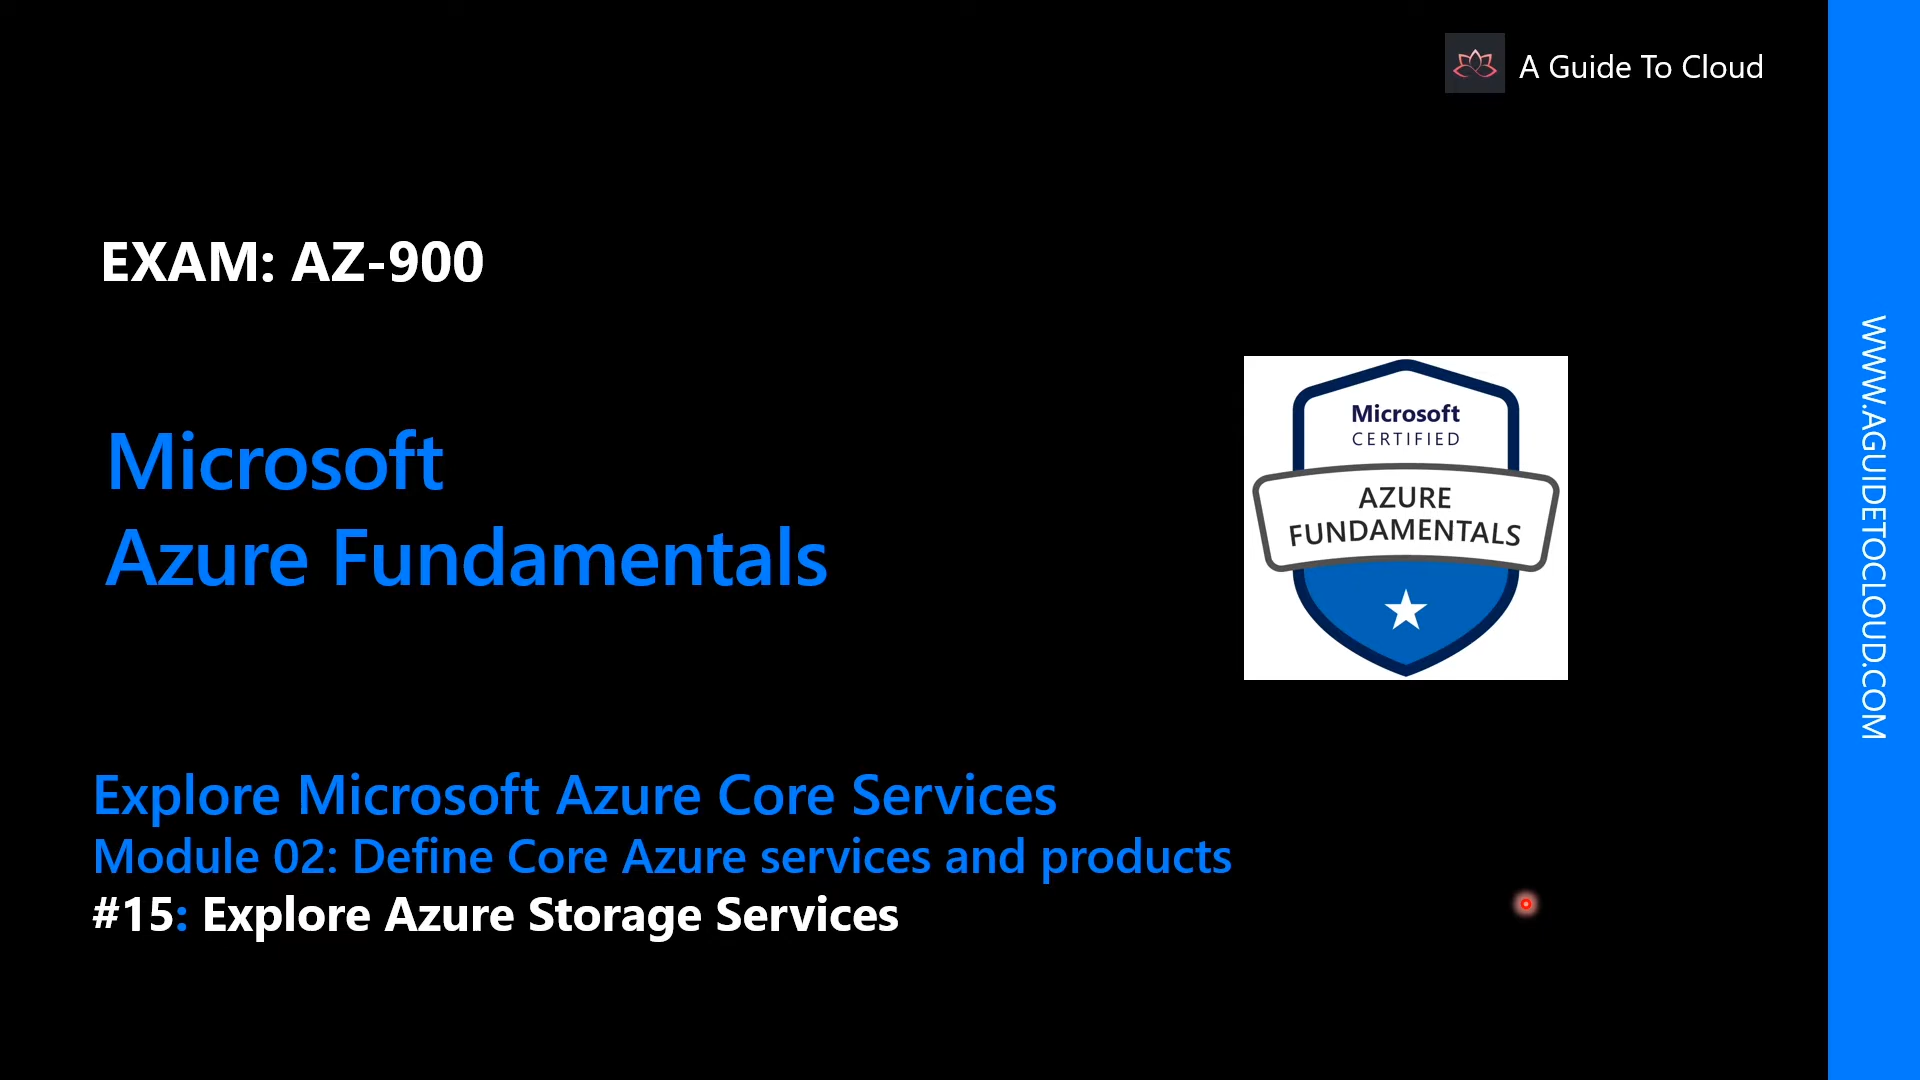 A Guide To Cloud
EXAM: AZ-900
Microsoft
Azure Fundamentals
Microsoft
CERTIFIED
AZURE
FUNDAMENTALS
Explore Microsoft Azure Core Services
Module 02: Define Core Azure services and products
#15: Explore Azure Storage Services
WWW.AGUIDETOCLOUD.COM